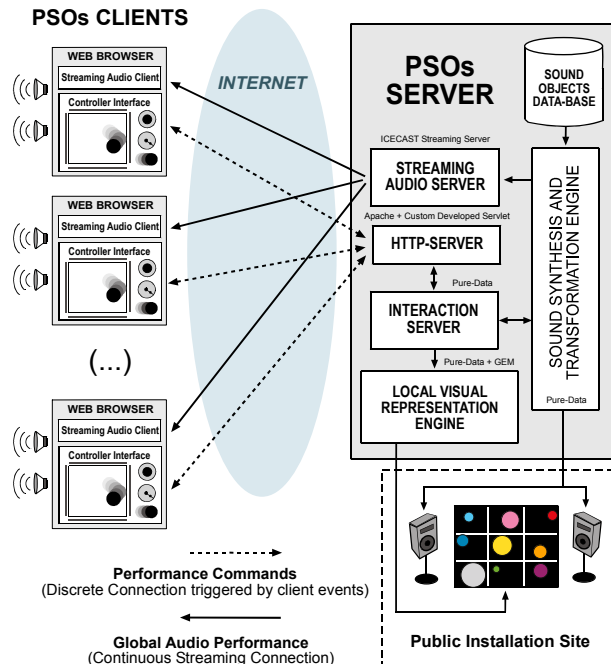 PSOs CLIENTS
WEB BROWSER
Streaming Audio Client
Controller Interface
WEB BROWSER
Streaming Audio Client
Controller Interface
(...)
WEB BROWSER
Streaming Audio Client
Controller Interface
INTERNET
PSOs
SERVER
SOUND
OBJECTS
DATA-BASE
ICECAST Streaming Server
STREAMING
AUDIO SERVER
Apache + Custom Developed Servlet
HTTP-SERVER
Pure-Data
INTERACTION
SERVER
Pure-Data + GEM
LOCAL VISUAL
REPRESENTATION
ENGINE
SOUND SYNTHESIS AND
TRANSFORMATION ENGINE
Pure-Data
Performance Commands
(Discrete Connection triggered by client events)
Global Audio Performance
(Continuous Streaming Connection)
Public Installation Site